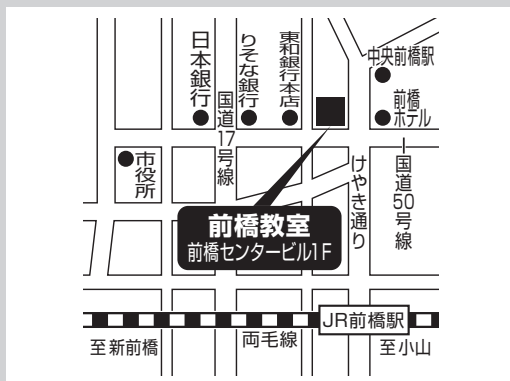 日本銀行
りそな銀行
東和銀行本店
中央前橋駅
前橋
ホテル
国道17号線
市役所
けやき通り
国道50号線
前橋教室
前橋センタービル1F
JR前橋駅
至新前橋
両毛線
至小山